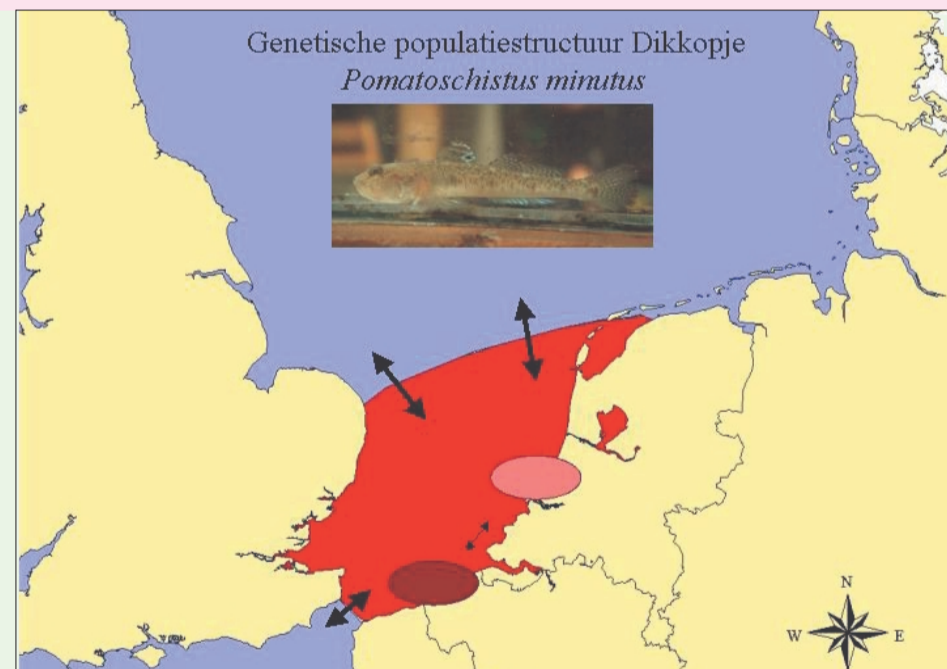 Genetische populatiestructuur Dikkopje
Pomatoschistus minutus
N
W
E
S